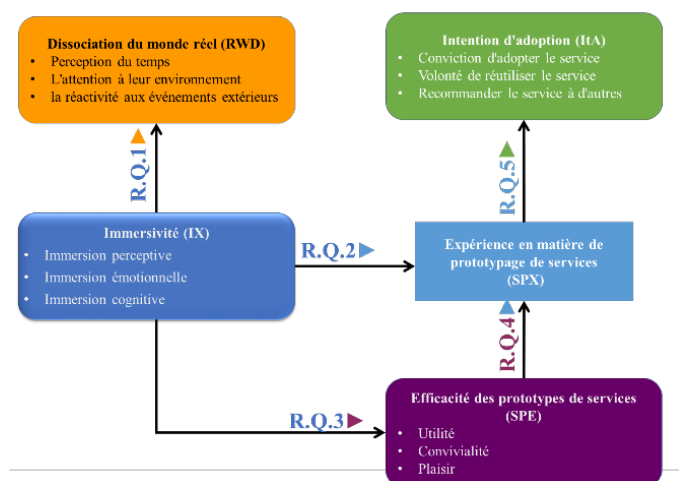 Dissociation du monde réel (RWD)
• Perception du temps
• L'attention à leur environnement
• la réactivité aux événements extérieurs
Intention d'adoption (ItA)
• Conviction d'adopter le service
• Volonté de réutiliser le service
• Recommander le service à d'autres
R.Q.1
R.Q.5
Immersivité (IX)
• Immersion perceptive
• Immersion émotionnelle
• Immersion cognitive
R.Q.2
Expérience en matière de
prototypage de services
(SPX)
R.Q.4
R.Q.3
Efficacité des prototypes de services
(SPE)
• Utilité
• Convivialité
• Plaisir